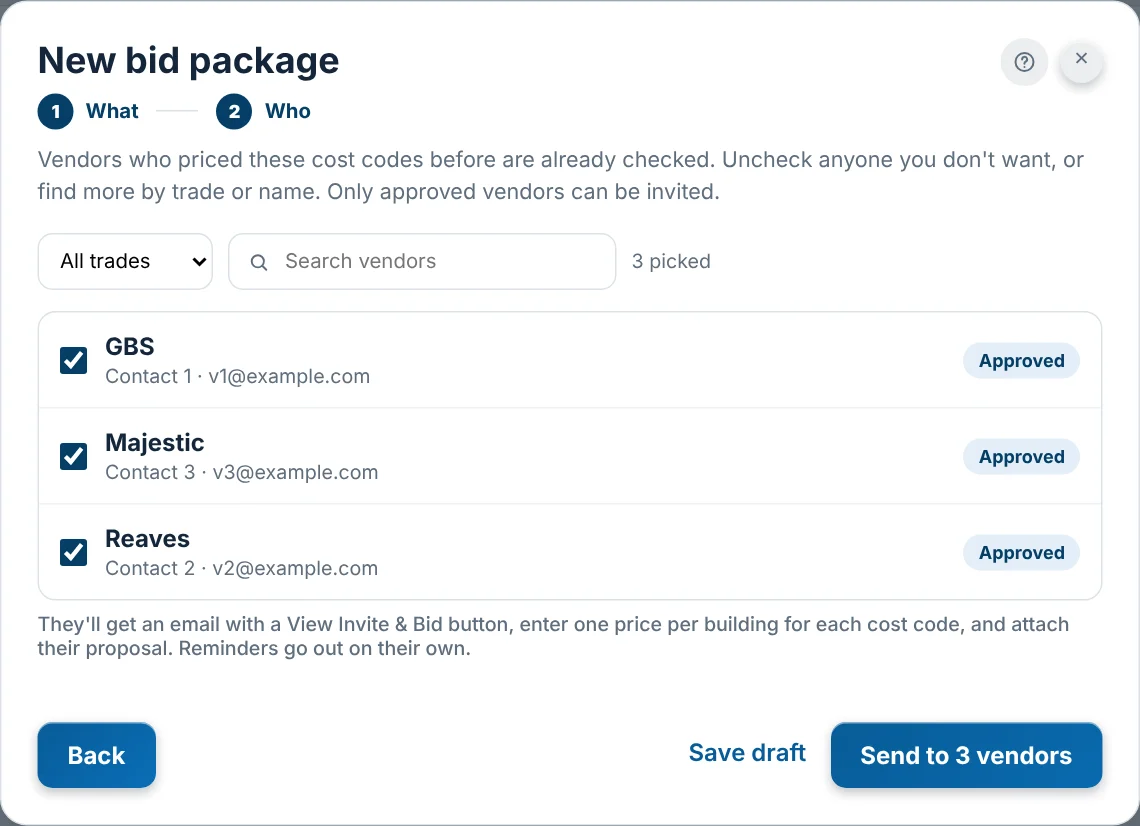 New bid package
1 What 2 Who
Vendors who priced these cost codes before are already checked. Uncheck anyone you don't want, or
find more by trade or name. Only approved vendors can be invited.
All trades Search vendors 3 picked
GBS
Contact 1 · v1@example.com
Approved
Majestic
Contact 3 · v3@example.com
Approved
Reaves
Contact 2 · v2@example.com
Approved
They'll get an email with a View Invite & Bid button, enter one price per building for each cost code, and attach
their proposal. Reminders go out on their own.
Back Save draft Send to 3 vendors